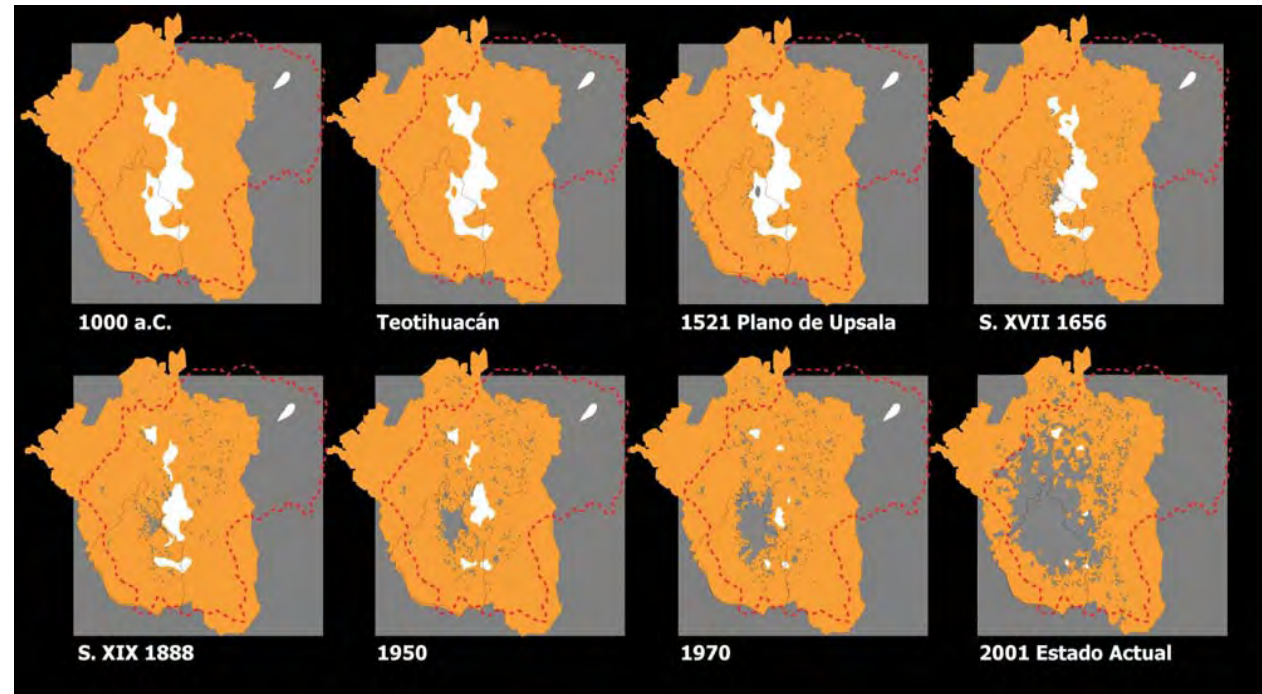 1000 a.C.
Teotihuacán
1521 Plano de Upsala
S. XVII 1656
S. XIX 1888
1950
1970
2001 Estado Actual